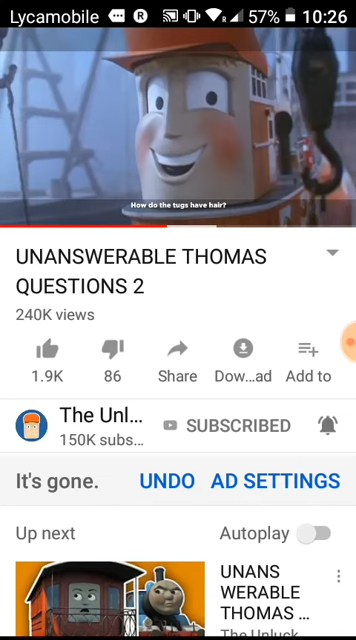 Lycamobile R 57% 10:26
How do the tugs have hair?
UNANSWERABLE THOMAS
QUESTIONS 2
240K views
1.9K 86 Share Dow...ad Add to
The Unl... SUBSCRIBED
150K subs...
It's gone. UNDO AD SETTINGS
Up next Autoplay
UNANS
WERABLE
THOMAS ...
The Unluck